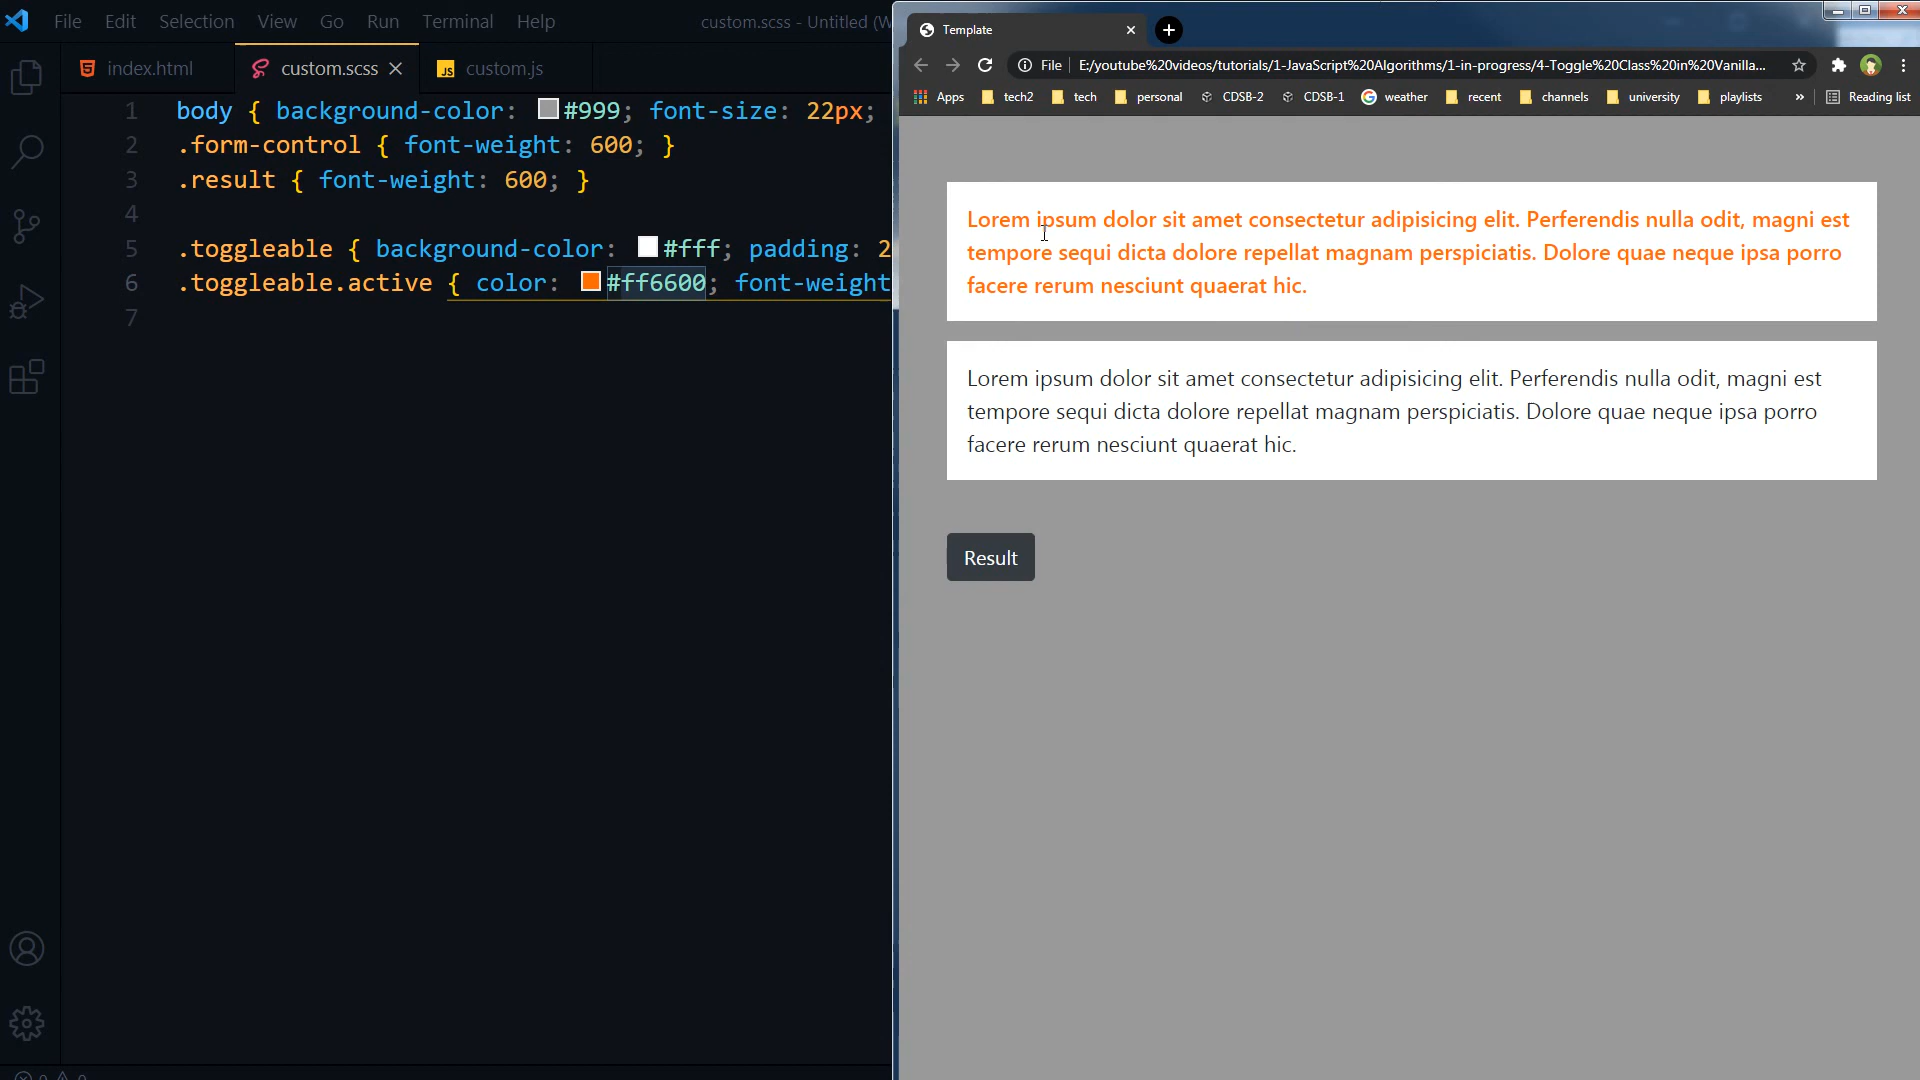 File Edit Selection View Go Run Terminal Help custom.scss - Untitled (W
index.html custom.scss JS custom.js
1 body { background-color: #999; font-size: 22px;
2 .form-control { font-weight: 600; }
3 .result { font-weight: 600; }
4
5 .toggleable { background-color: #fff; padding: 2
6 .toggleable.active { color: #ff6600; font-weight
7
Template
File E:/youtube%20videos/tutorials/1-JavaScript%20Algorithms/1-in-progress/4-Toggle%20Class%20in%20Vanilla...
Apps tech2 tech personal CDSB-2 CDSB-1 weather recent channels university playlists » Reading list
Lorem ipsum dolor sit amet consectetur adipisicing elit. Perferendis nulla odit, magni est
tempore sequi dicta dolore repellat magnam perspiciatis. Dolore quae neque ipsa porro
facere rerum nesciunt quaerat hic.
Lorem ipsum dolor sit amet consectetur adipisicing elit. Perferendis nulla odit, magni est
tempore sequi dicta dolore repellat magnam perspiciatis. Dolore quae neque ipsa porro
facere rerum nesciunt quaerat hic.
Result